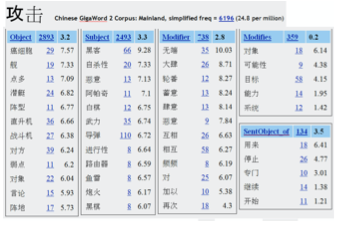 攻击 Chinese GigaWord 2 Corpus: Mainland, simplified freq = 6196 (24.8 per million)
Object 2893 3.2
癌细胞 29 7.57
舰 19 7.33
点多 13 7.09
潜艇 24 6.82
阵型 11 6.77
直升机 36 6.66
战斗机 27 6.38
对方 39 6.24
弱点 11 6.2
对象 22 6.04
言论 15 5.93
阵地 17 5.73
Subject 2493 3.3
黑客 66 9.28
自杀性 20 7.33
恶意 13 7.13
阿帕奇 11 7.1
白棋 12 6.75
武力 35 6.74
导弹 110 6.72
进行性 8 6.64
路由器 8 6.59
鱼雷 8 6.57
炮火 8 6.17
黑棋 8 6.07
Modifier 738 2.8
无端 35 10.03
大肆 26 8.71
轮番 12 8.27
蓄意 13 8.24
肆意 13 8.14
恶意 9 7.84
互相 26 6.63
相互 58 6.27
频频 8 6.19
对 25 6.07
加以 10 5.38
再次 18 4.3
Modifies 359 0.2
对象 18 6.14
可能性 9 4.38
目标 58 4.15
能力 14 1.95
系统 12 1.42
SentObject_of 134 3.5
用来 18 6.41
停止 26 4.77
专门 10 3.01
继续 14 1.38
开始 11 1.21